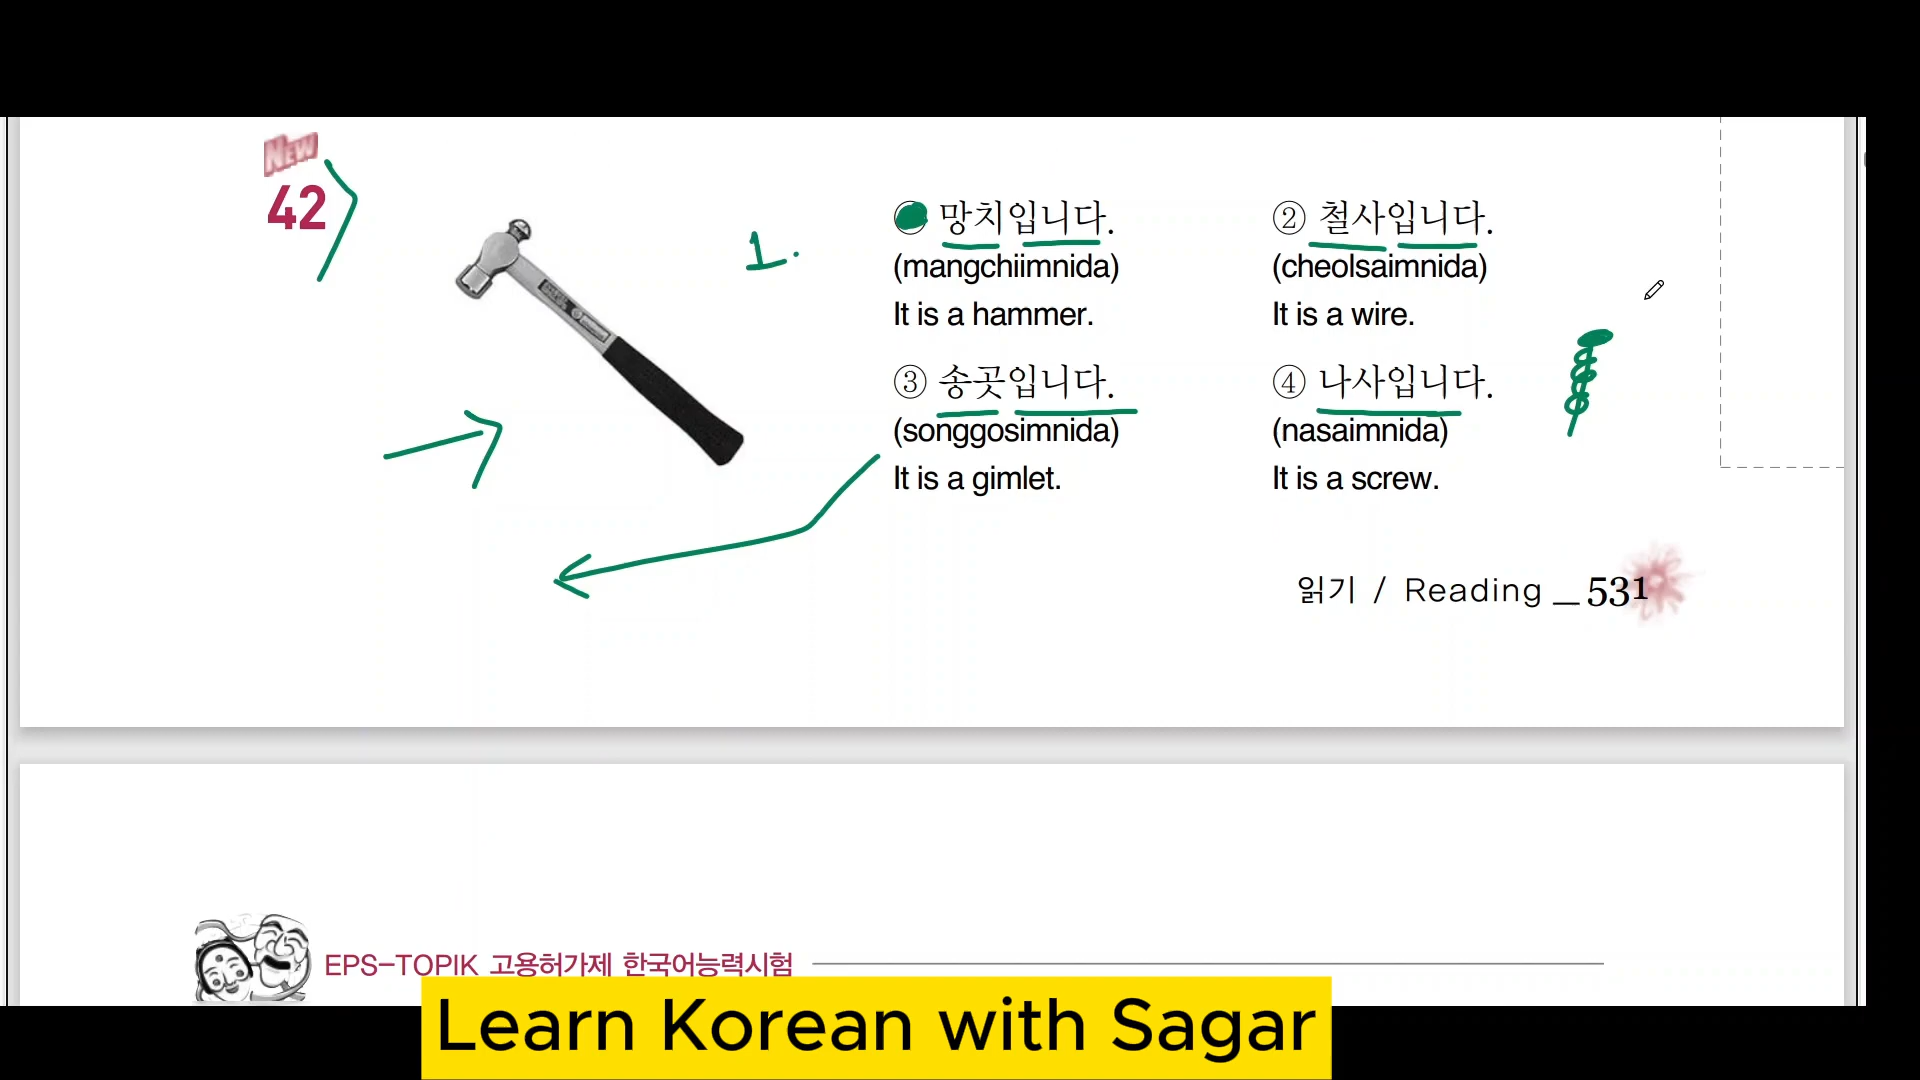 New
42
1.
망치입니다.
(mangchiimnida)
It is a hammer.
② 철사입니다.
(cheolsaimnida)
It is a wire.
③ 송곳입니다.
(songgosimnida)
It is a gimlet.
④ 나사입니다.
(nasaimnida)
It is a screw.
읽기 / Reading _ 531
EPS-TOPIK 고용허가제 한국어능력시험
Learn Korean with Sagar